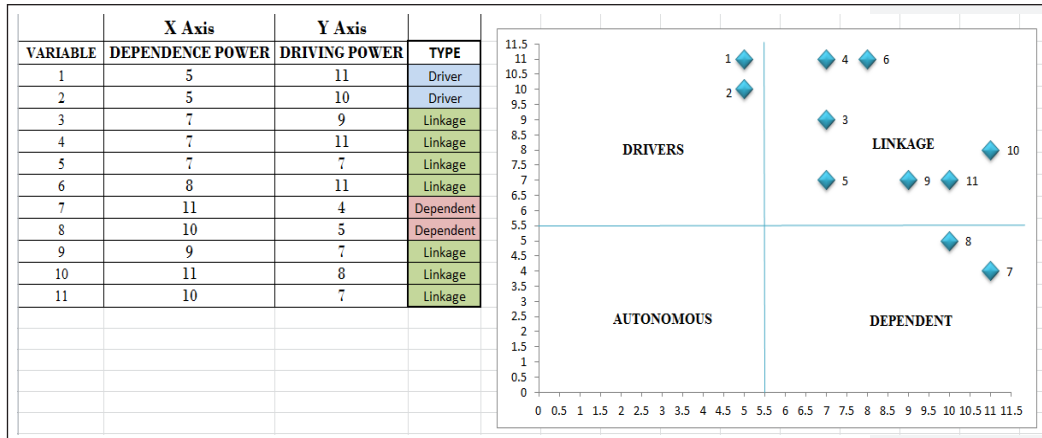 X Axis Y Axis
VARIABLE DEPENDENCE POWER DRIVING POWER TYPE
1 5 11 Driver
2 5 10 Driver
3 7 9 Linkage
4 7 11 Linkage
5 7 7 Linkage
6 8 11 Linkage
7 11 4 Dependent
8 10 5 Dependent
9 9 7 Linkage
10 11 8 Linkage
11 10 7 Linkage
11.5
11 1 4 6
10.5
10 2
9.5
9 3
8.5
8 DRIVERS LINKAGE 10
7.5
7 5 9 11
6.5
6
5.5
5 8
4.5
4 7
3.5
3
2.5 AUTONOMOUS DEPENDENT
2
1.5
1
0.5
0
0 0.5 1 1.5 2 2.5 3 3.5 4 4.5 5 5.5 6 6.5 7 7.5 8 8.5 9 9.5 10 10.5 11 11.5